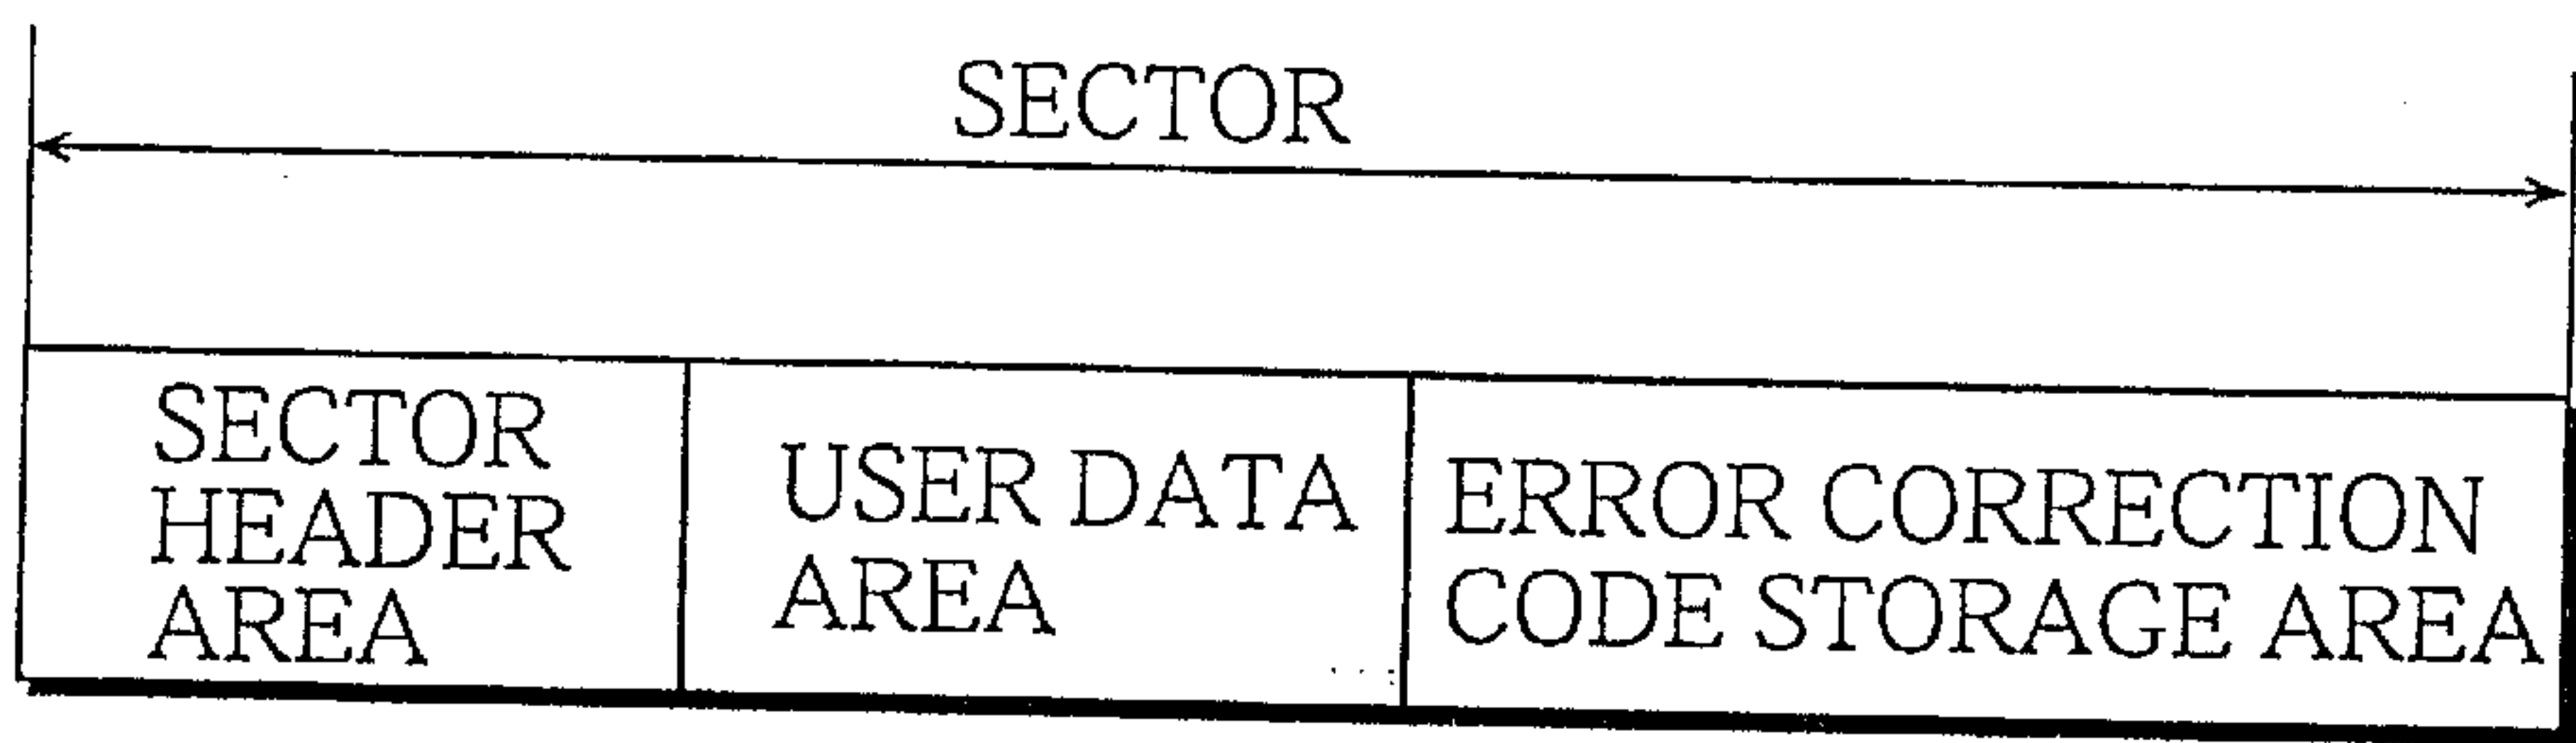 SECTOR
SECTOR
HEADER
AREA
USER DATA
AREA
ERROR CORRECTION
CODE STORAGE AREA